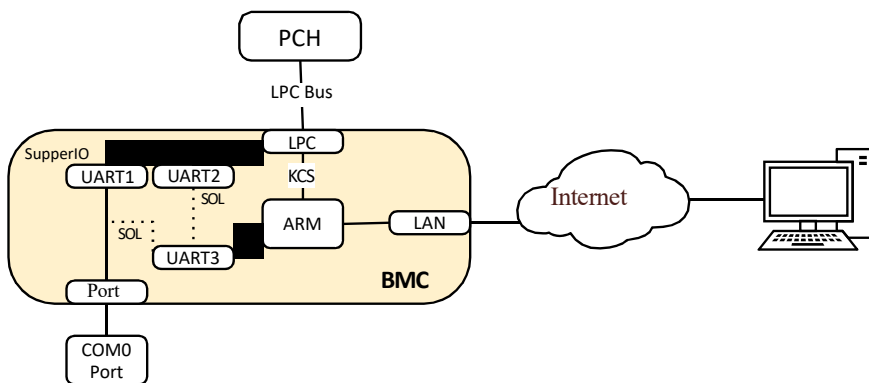 PCH
LPC Bus
LPC
SupperIO
UART1
UART2
KCS
SOL
ARM
SOL
LAN
UART3
BMC
Port
COM0
Port
Internet